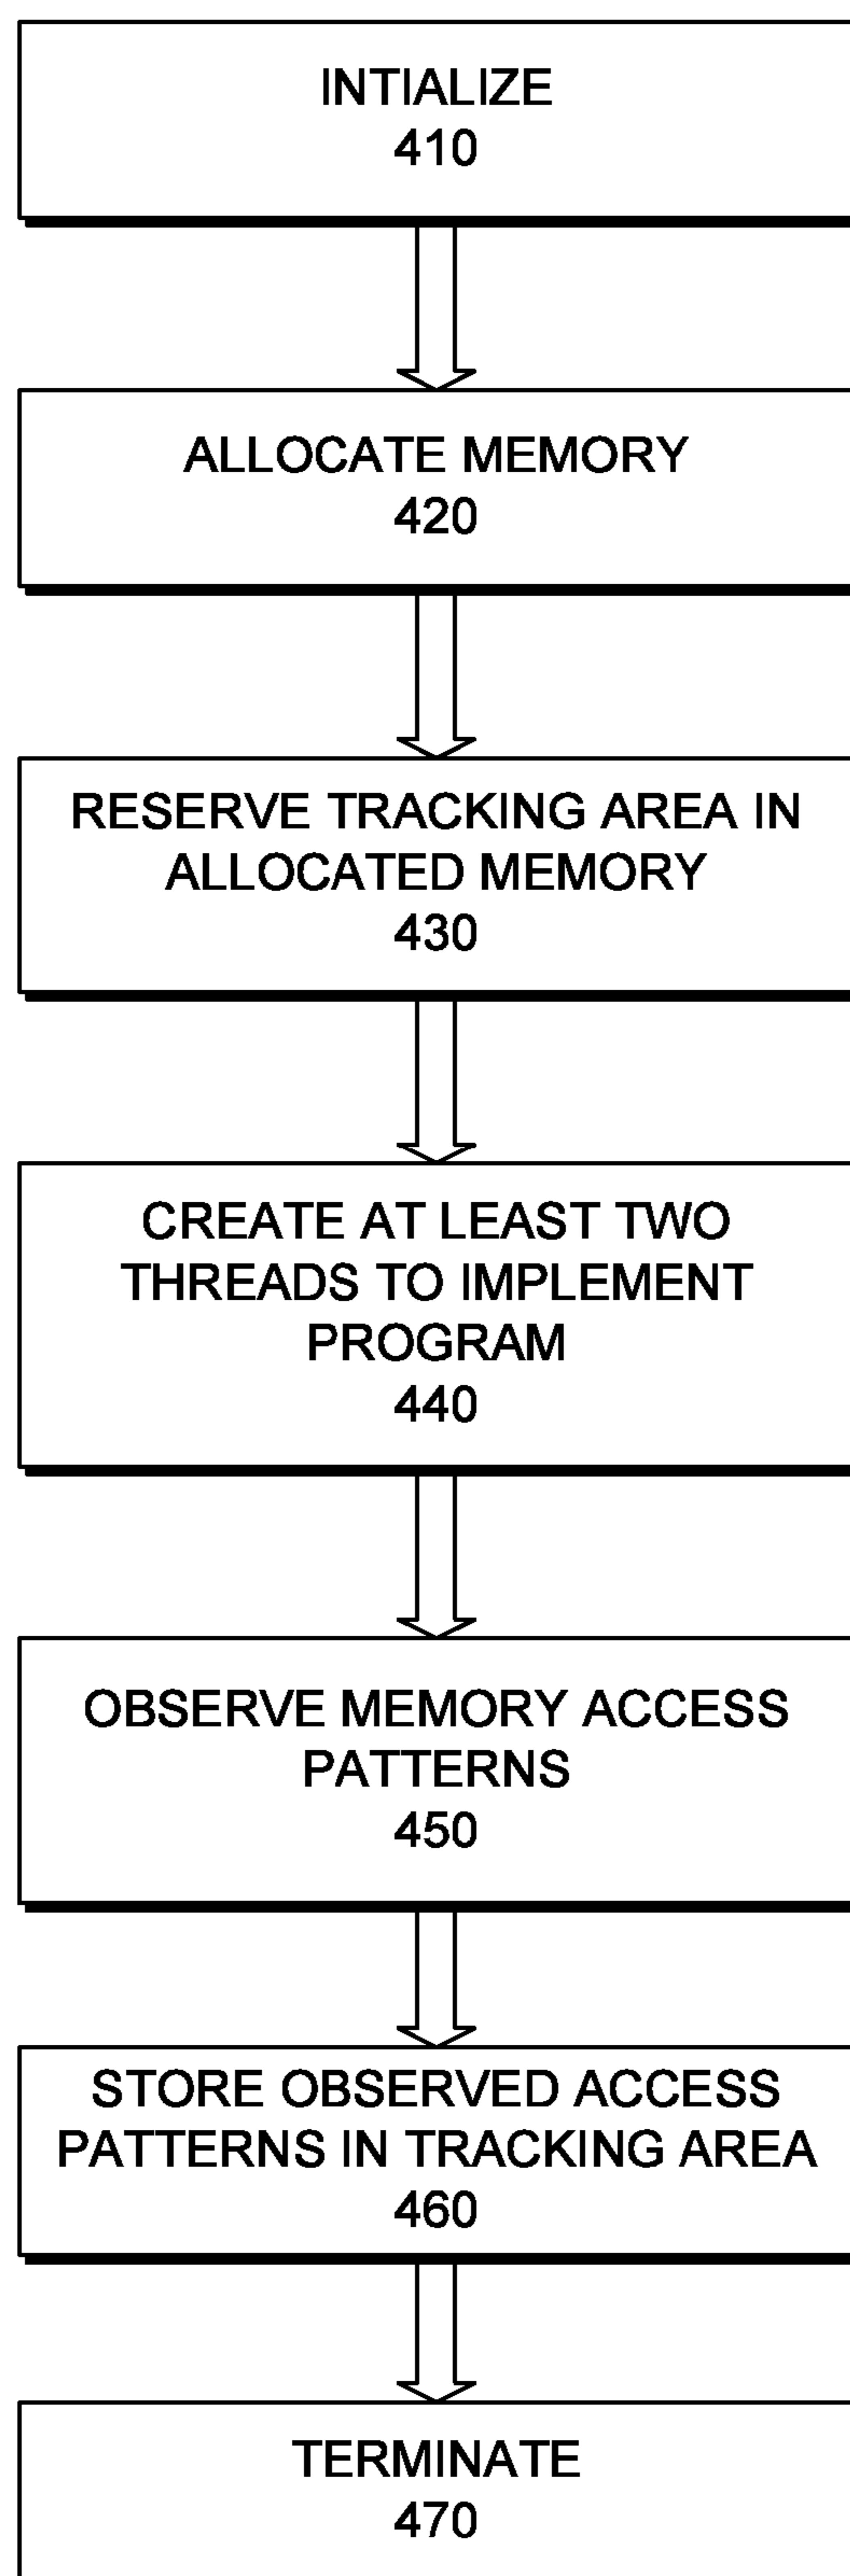 INTIALIZE
410
ALLOCATE MEMORY
420
RESERVE TRACKING AREA IN
ALLOCATED MEMORY
430
CREATE AT LEAST TWO
THREADS TO IMPLEMENT
PROGRAM
440
OBSERVE MEMORY ACCESS
PATTERNS
450
STORE OBSERVED ACCESS
PATTERNS IN TRACKING AREA
460
TERMINATE
470